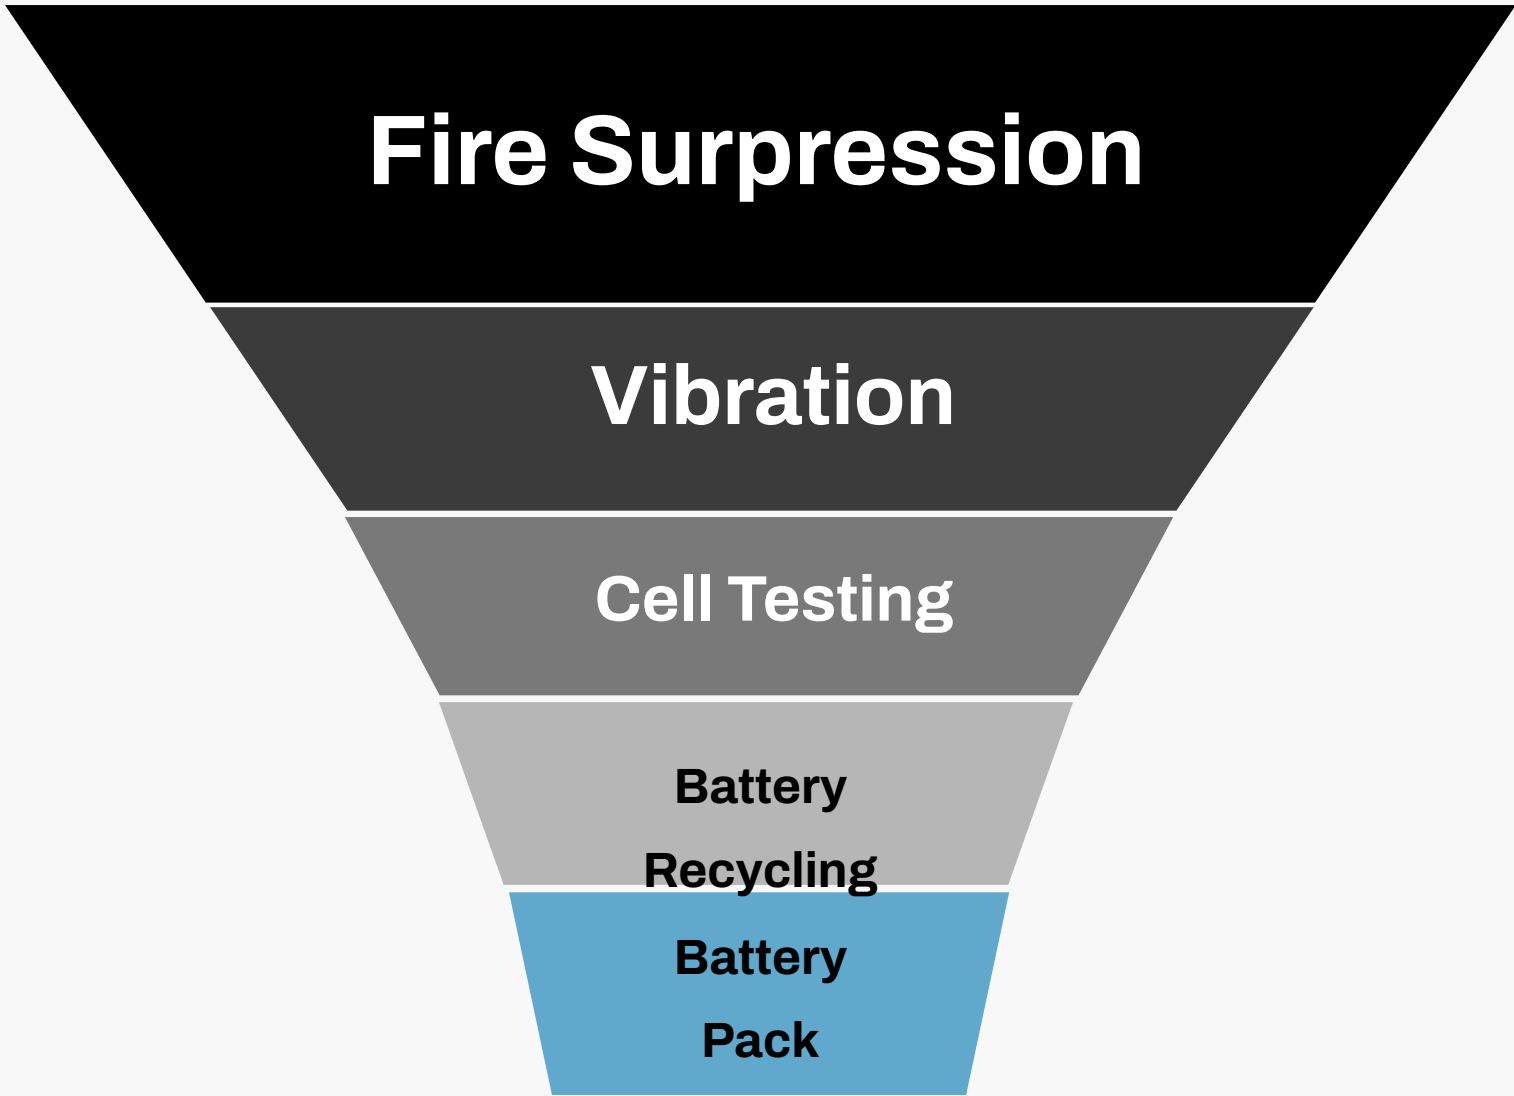 Fire Surpression
Vibration
Cell Testing
Battery
Recycling
Battery
Pack